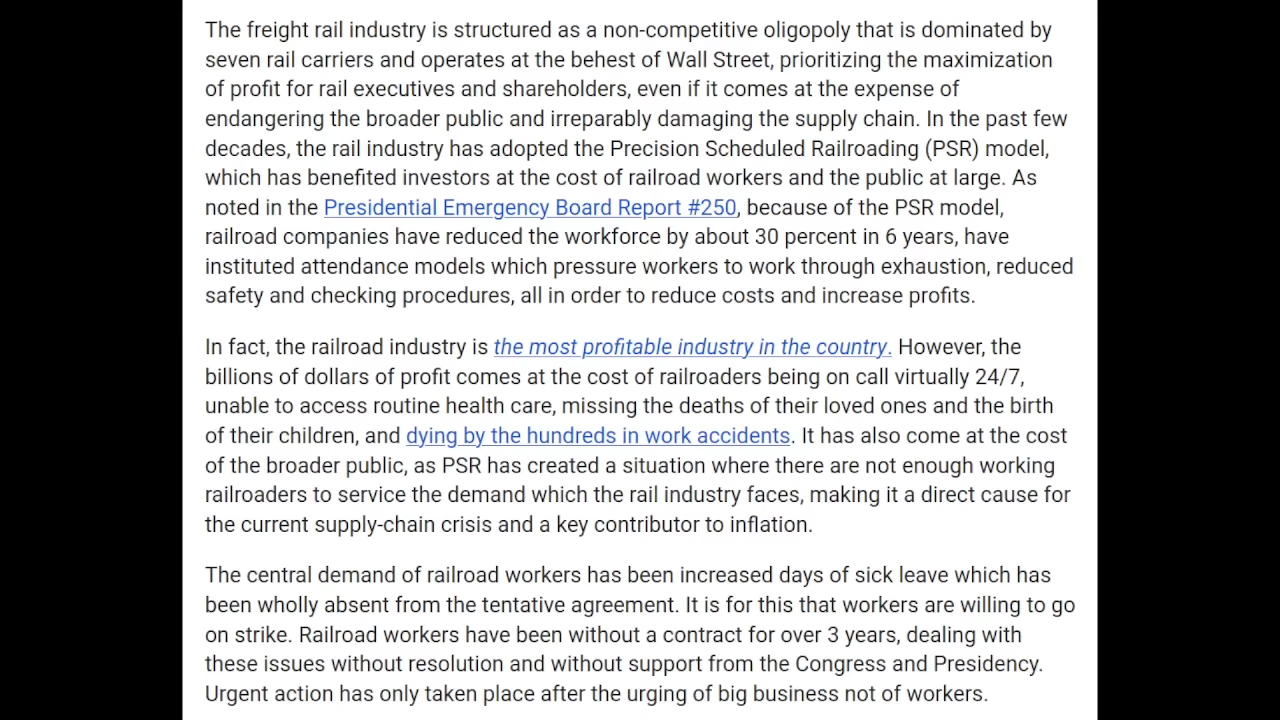 The freight rail industry is structured as a non-competitive oligopoly that is dominated by
seven rail carriers and operates at the behest of Wall Street, prioritizing the maximization
of profit for rail executives and shareholders, even if it comes at the expense of
endangering the broader public and irreparably damaging the supply chain. In the past few
decades, the rail industry has adopted the Precision Scheduled Railroading (PSR) model,
which has benefited investors at the cost of railroad workers and the public at large. As
noted in the Presidential Emergency Board Report #250, because of the PSR model,
railroad companies have reduced the workforce by about 30 percent in 6 years, have
instituted attendance models which pressure workers to work through exhaustion, reduced
safety and checking procedures, all in order to reduce costs and increase profits.
In fact, the railroad industry is the most profitable industry in the country. However, the
billions of dollars of profit comes at the cost of railroaders being on call virtually 24/7,
unable to access routine health care, missing the deaths of their loved ones and the birth
of their children, and dying by the hundreds in work accidents. It has also come at the cost
of the broader public, as PSR has created a situation where there are not enough working
railroaders to service the demand which the rail industry faces, making it a direct cause for
the current supply-chain crisis and a key contributor to inflation.
The central demand of railroad workers has been increased days of sick leave which has
been wholly absent from the tentative agreement. It is for this that workers are willing to go
on strike. Railroad workers have been without a contract for over 3 years, dealing with
these issues without resolution and without support from the Congress and Presidency.
Urgent action has only taken place after the urging of big business not of workers.